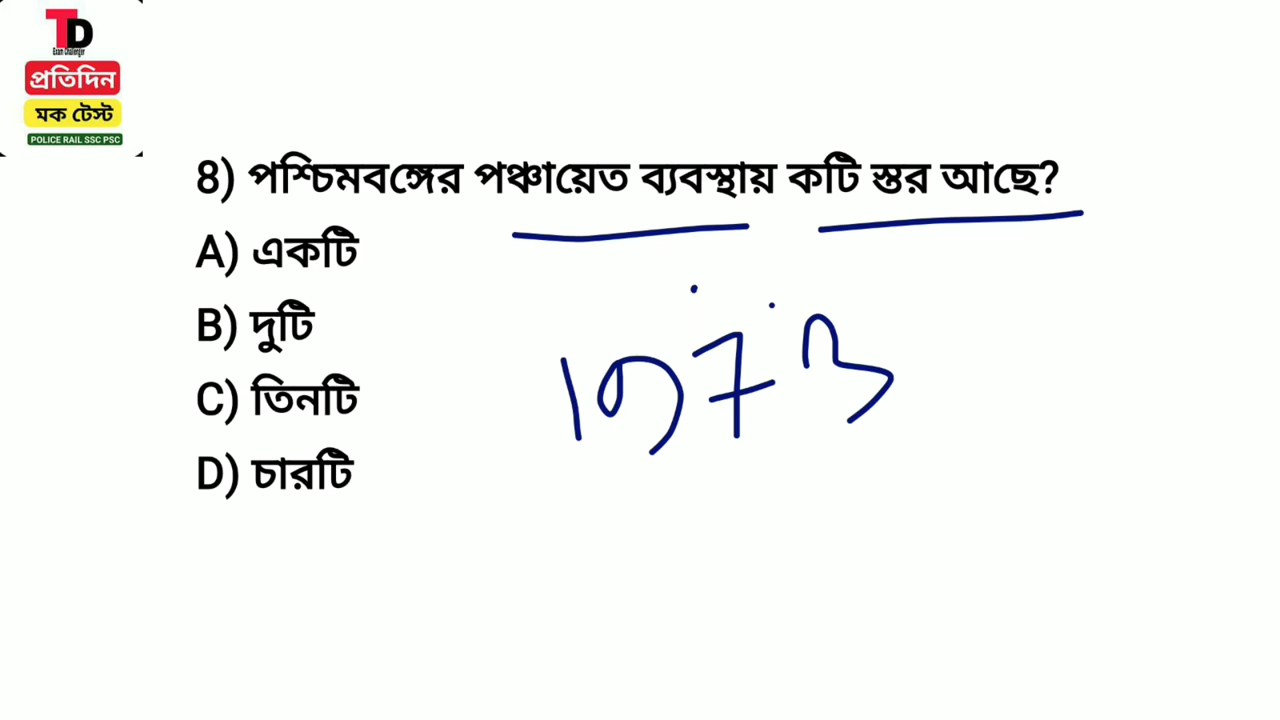 TD
Exam Challenger
প্রতিদিন
মক টেস্ট
POLICE RAIL SSC PSC
8) পশ্চিমবঙ্গের পঞ্চায়েত ব্যবস্থায় কটি স্তর আছে?
A) একটি
B) দুটি
C) তিনটি
D) চারটি
1973